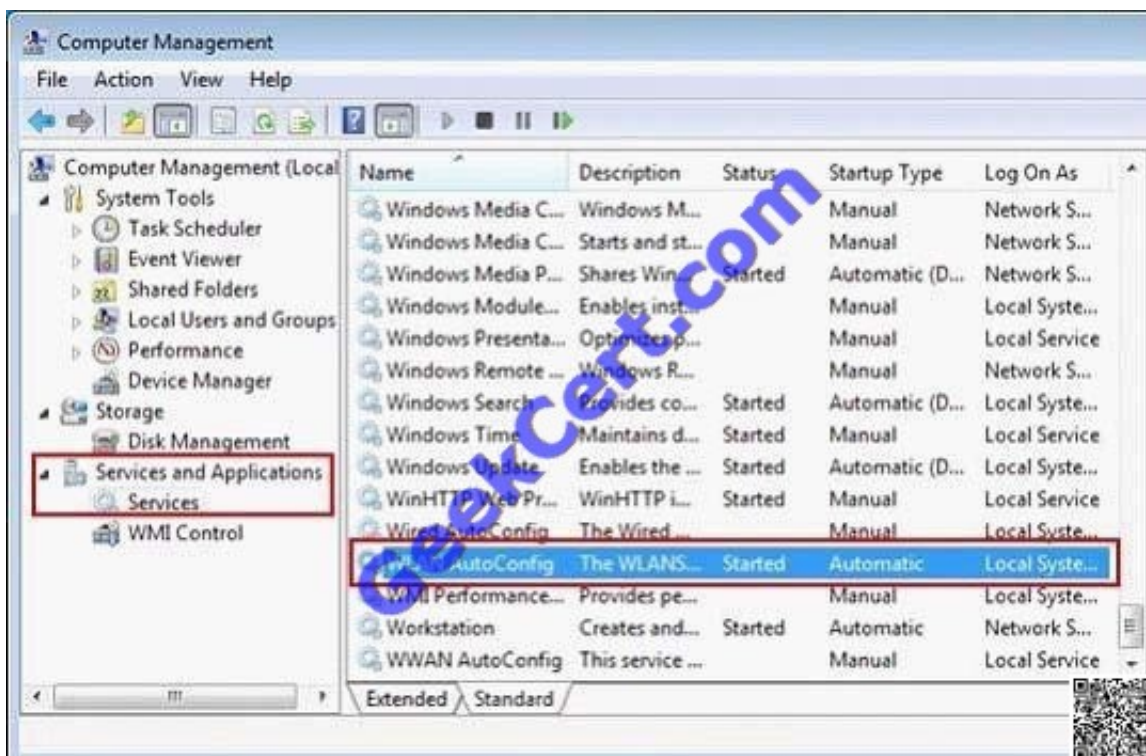 Computer Management
File Action View Help
Computer Management (Local
System Tools
Task Scheduler
Event Viewer
Shared Folders
Local Users and Groups
Performance
Device Manager
Storage
Disk Management
Services and Applications
Services
WMI Control
Name Description Status Startup Type Log On As
Windows Media C... Windows M... Manual Network S...
Windows Media C... Starts and st... Manual Network S...
Windows Media P... Shares Win... Started Automatic (D... Local Syste... Network S...
Windows Module... Enables inst... Manual Local Syste...
Windows Presenta... Optimizes p... Manual Local Service
Windows Remote ... Windows R... Manual Network S...
Windows Search Provides co... Started Automatic (D... Local Syste...
Windows Time Maintains d... Started Manual Local Service
Windows Update Enables the ... Started Automatic (D... Local Syste...
WinHTTP Web Pr... WinHTTP i... Started Manual Local Service
Wired AutoConfig The Wired ... Manual Local Syste...
WLAN AutoConfig The WLANS... Started Automatic Local Syste...
WMI Performance... Provides pe... Manual Local Syste...
Workstation Creates and... Started Automatic Network S...
WWAN AutoConfig This service ... Manual Local Service
Extended Standard
GeekCert.com